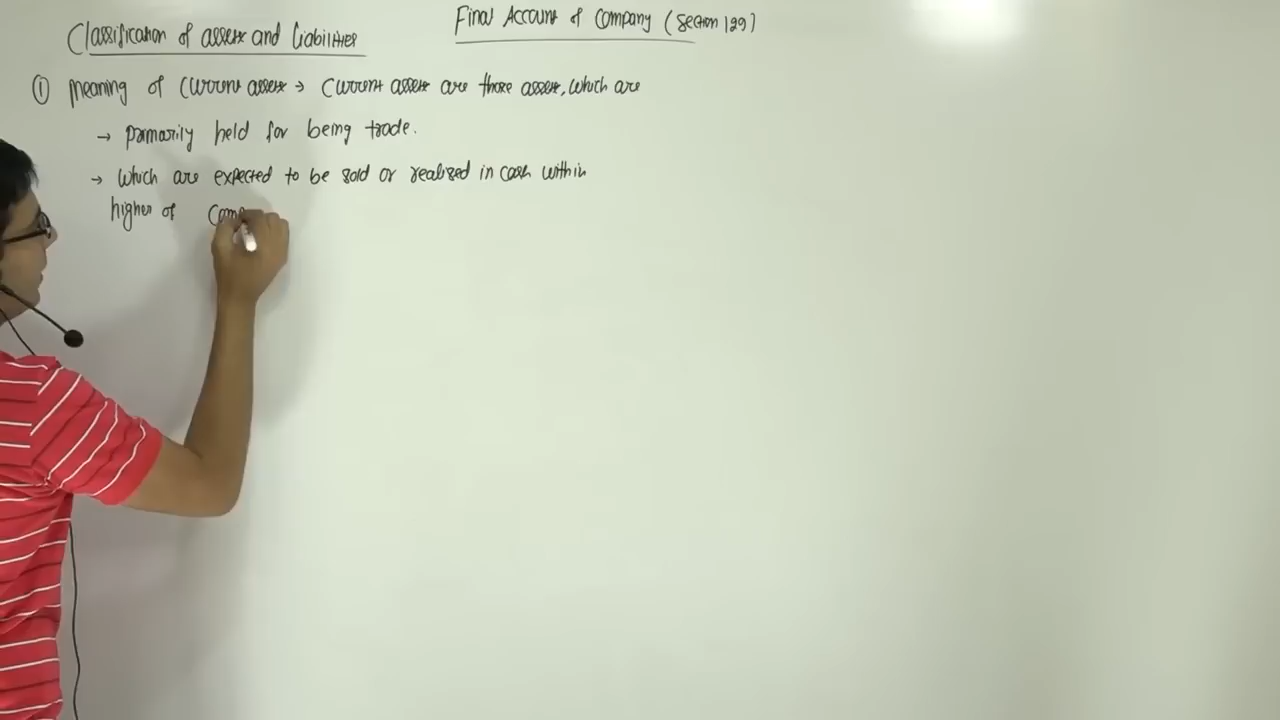 Final Account of Company (Section 129)
Classification of assets and Liabilities
① Meaning of Current assets → Current assets are those assets, which are
→ Primarily held for being trade.
→ Which are expected to be sold or realised in cash within
higher of Com